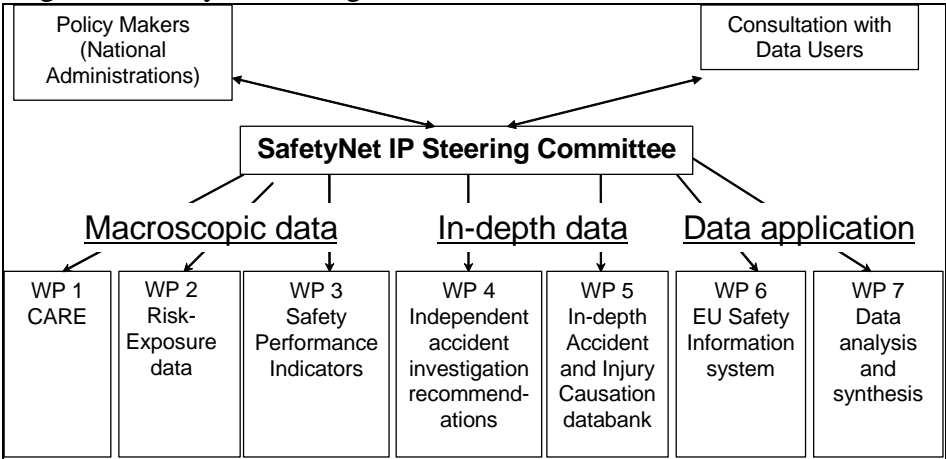 Policy Makers
(National
Administrations)
Consultation with
Data Users
SafetyNet IP Steering Committee
Macroscopic data
In-depth data
Data application
WP 1
CARE
WP 2
Risk-
Exposure
data
WP 3
Safety
Performance
Indicators
WP 4
Independent
accident
investigation
recommend-
ations
WP 5
In-depth
Accident
and Injury
Causation
databank
WP 6
EU Safety
Information
system
WP 7
Data
analysis
and
synthesis